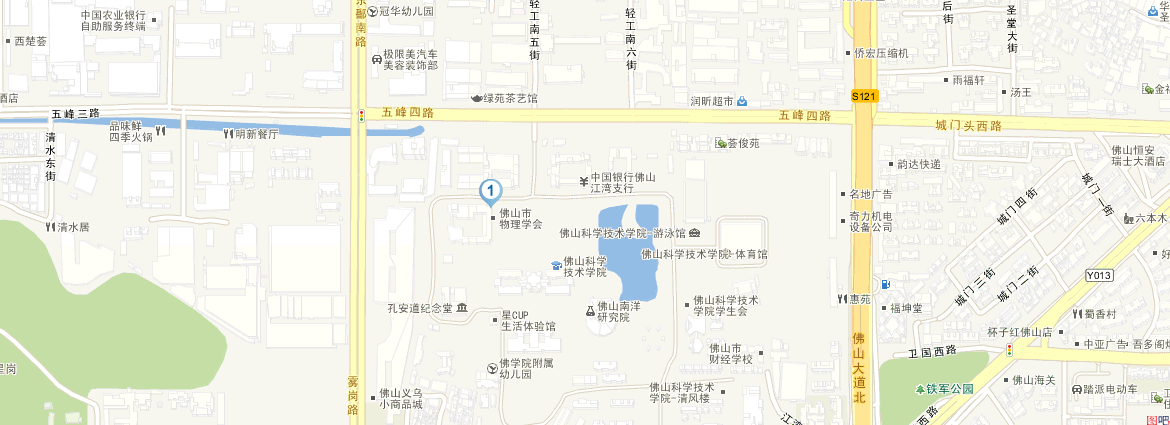 中国农业银行
自助服务终端
西楚荟
东鄱南路
冠华幼儿园
极限美汽车
美容装饰部
轻工南五街
轻工南六街
绿苑茶艺馆
润昕超市
侨宏压缩机
后街
圣堂大街
雨福轩
汤王
S121
酒店
五峰三路
五峰四路
五峰四路
城门头西路
品味鲜
四季火锅
明新餐厅
清水东街
清水居
荟俊苑
中国银行佛山
江湾支行
韵达快递
佛山恒安
瑞士大酒店
名地广告
奇力机电
设备公司
城门四街
英门一街
六本木
1
佛山市
物理学会
佛山科学技术学院-游泳馆
佛山科学技术学院-体育馆
佛山科学
技术学院
城门三街
城门二街
Y013
孔安道纪念堂
星CUP
生活体验馆
佛山南洋
研究院
佛山科学技术
学院学生会
惠苑
福坤堂
蜀香村
杯子红佛山店
中亚广告
吾多阁
卫国西路
佛山市
财经学校
佛山大道北
佛学院附属
幼儿园
雾岗路
佛山义乌
小商品城
佛山科学技术
学院-清风楼
江湾
铁军公园
佛山海关
踏派电动车
西路
星岗
图吧